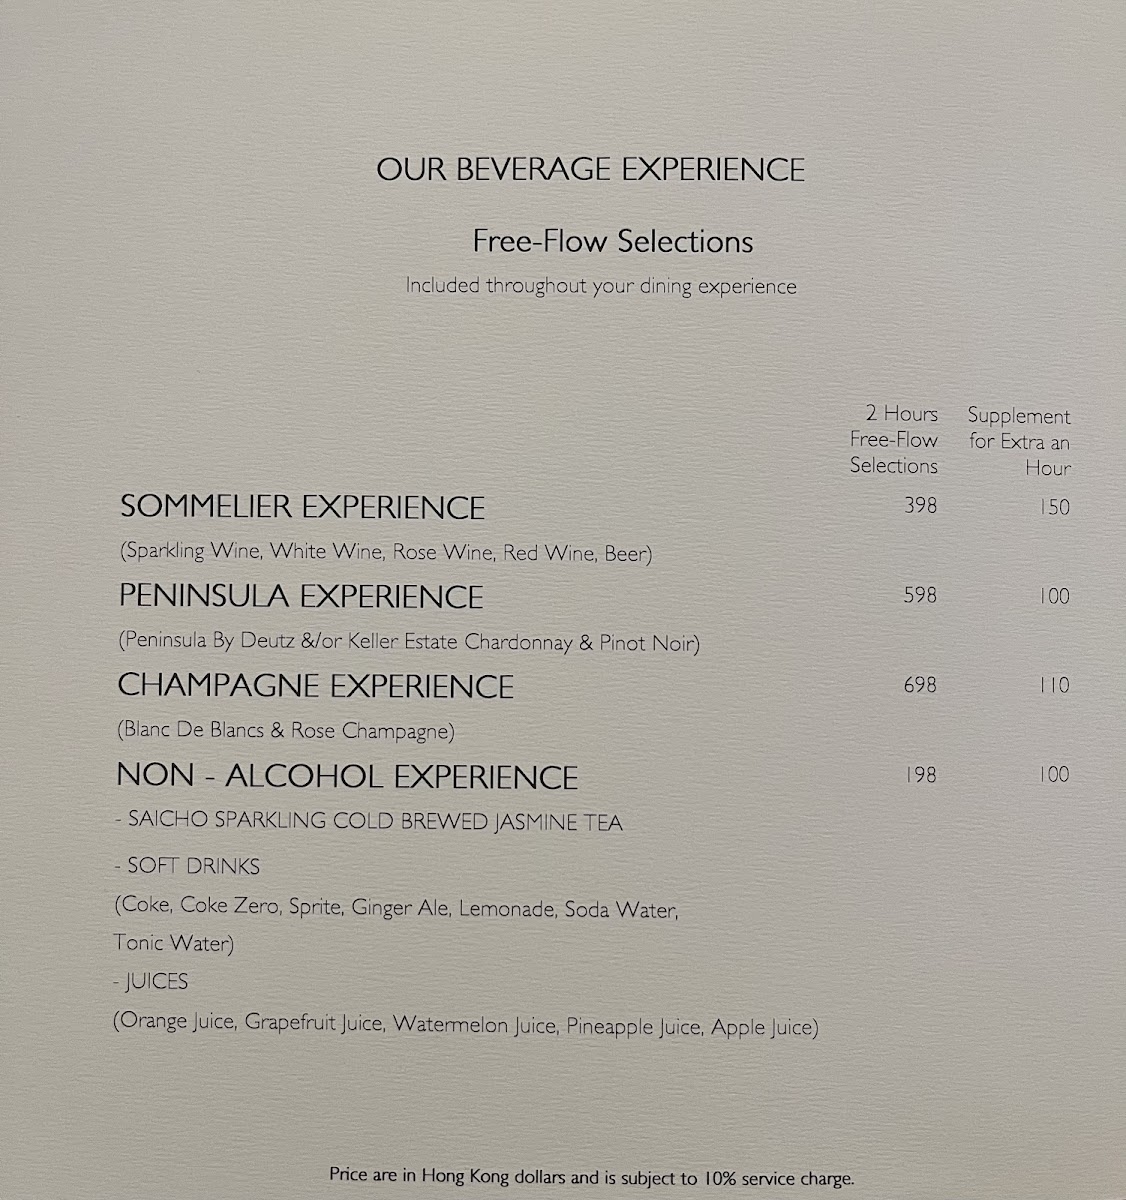 OUR BEVERAGE EXPERIENCE
Free-Flow Selections
Included throughout your dining experience
2 Hours Supplement
Free-Flow for Extra an
Selections Hour
SOMMELIER EXPERIENCE 398 150
(Sparkling Wine, White Wine, Rose Wine, Red Wine, Beer)
PENINSULA EXPERIENCE 598 100
(Peninsula By Deutz &/or Keller Estate Chardonnay & Pinot Noir)
CHAMPAGNE EXPERIENCE 698 110
(Blanc De Blancs & Rose Champagne)
NON - ALCOHOL EXPERIENCE 198 100
- SAICHO SPARKLING COLD BREWED JASMINE TEA
- SOFT DRINKS
(Coke, Coke Zero, Sprite, Ginger Ale, Lemonade, Soda Water,
Tonic Water)
- JUICES
(Orange Juice, Grapefruit Juice, Watermelon Juice, Pineapple Juice, Apple Juice)
Price are in Hong Kong dollars and is subject to 10% service charge.